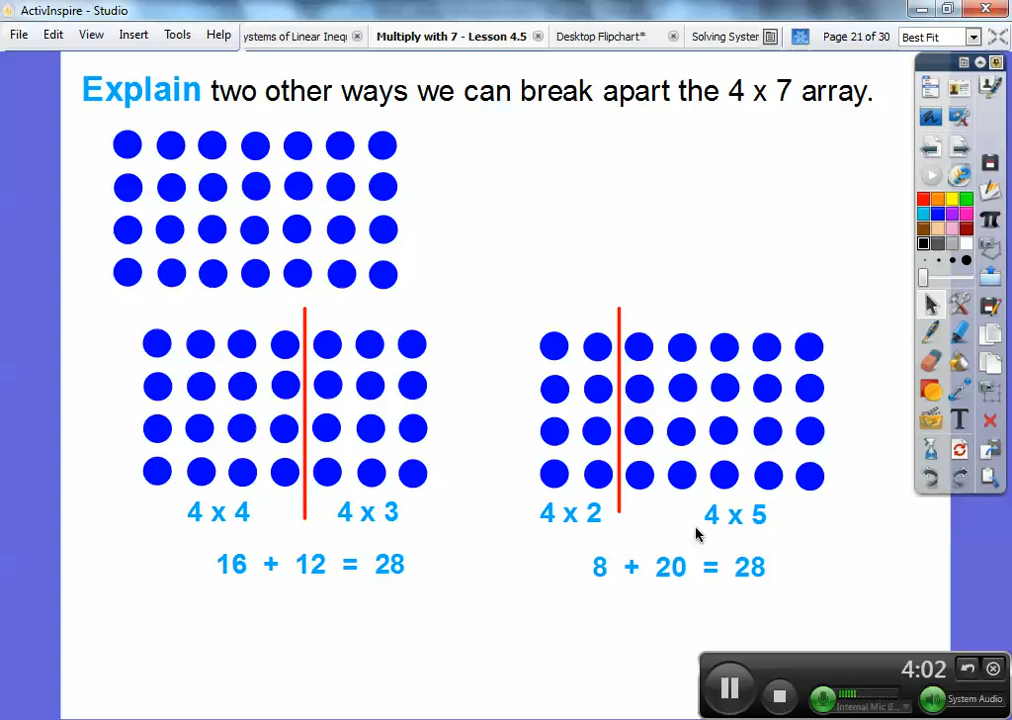 ActivInspire - Studio
File Edit View Insert Tools Help
ystems of Linear Ineq Multiply with 7 - Lesson 4.5 Desktop Flipchart* Solving Syster Page 21 of 30 Best Fit
Explain two other ways we can break apart the 4 x 7 array.
4 x 4 4 x 3 4 x 2 4 x 5
16 + 12 = 28 8 + 20 = 28
4:02
Internal Mic (I... System Audio